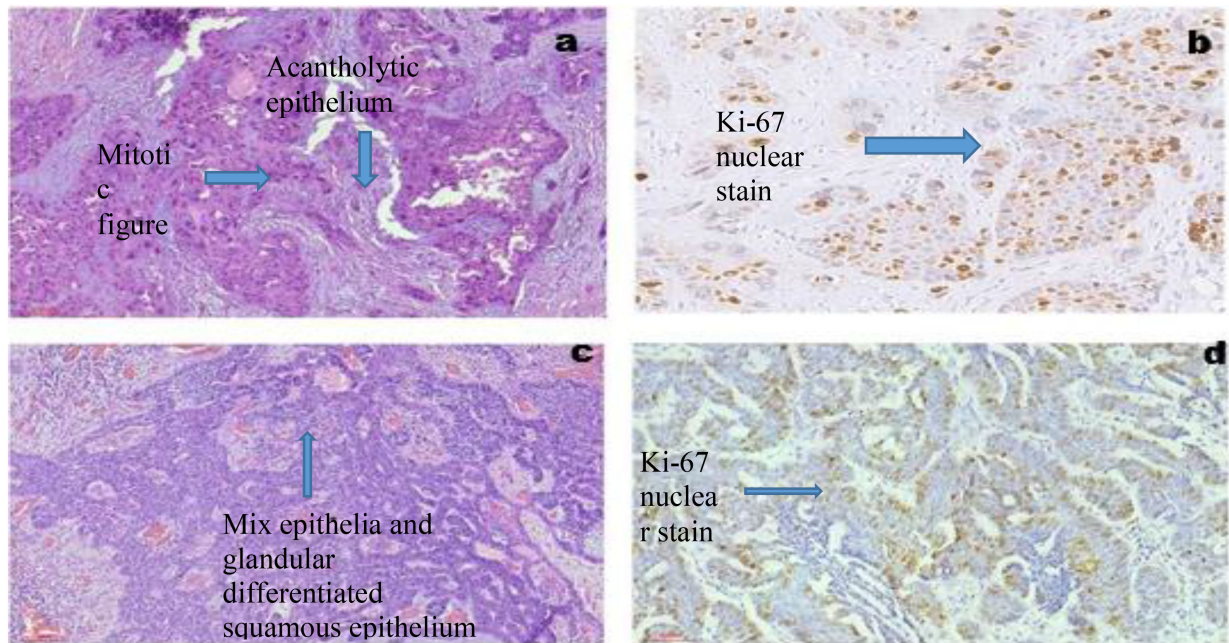 a
Acantholytic
epithelium
Mitoti
c
figure
b
Ki-67
nuclear
stain
c
Mix epithelia and
glandular
differentiated
squamous epithelium
d
Ki-67
nuclea
r stain